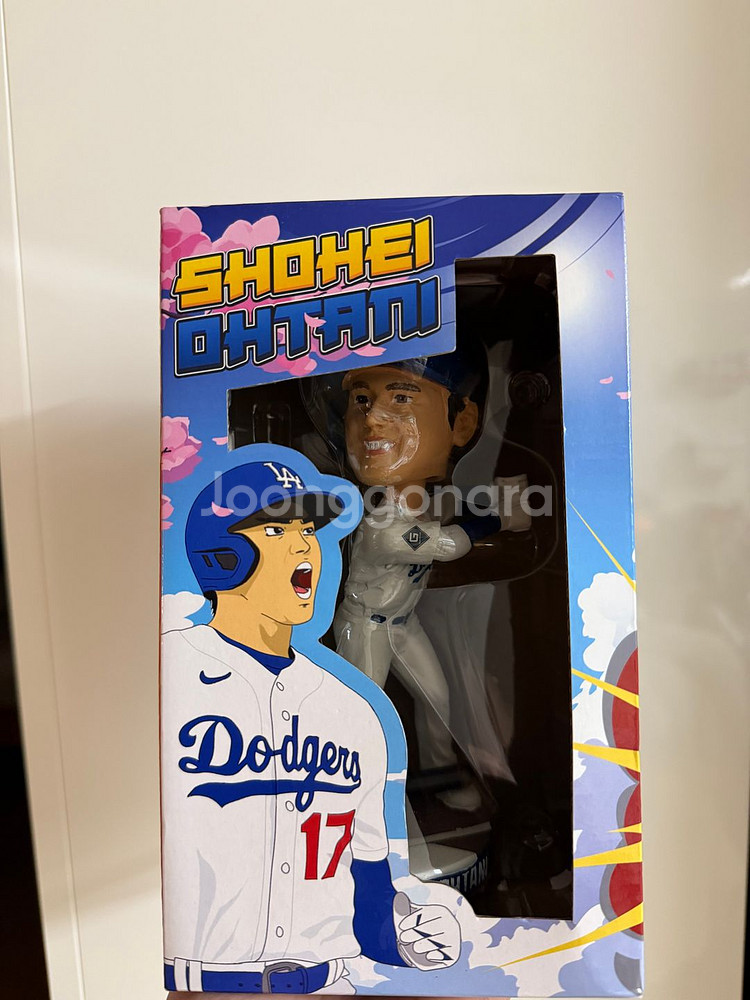 SHOHEI
OHTANI
LA
Joonggonara
Dodgers
17